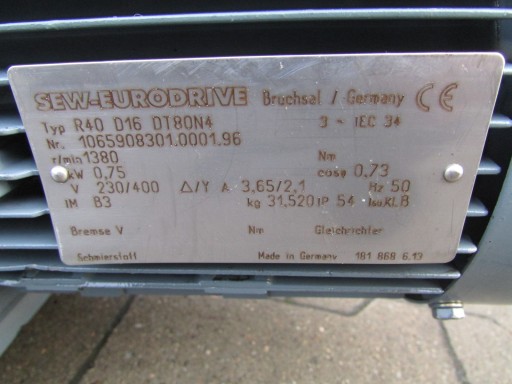 SEW-EURODRIVE Bruchsal / Germany CE
Typ R40 D16 DT80N4 3 ~ IEC 34
Nr. 1065908301.0001.96
r/min 1380 Nm
kW 0,75 cosφ 0,73
V 230/400 Δ/Y A 3,65/2,1 Hz 50
IM B3 kg 31,520 IP 54 Iso.Kl.B
Bremse V Nm Gleichrichter
Schmierstoff Made in Germany 181 868 6.13